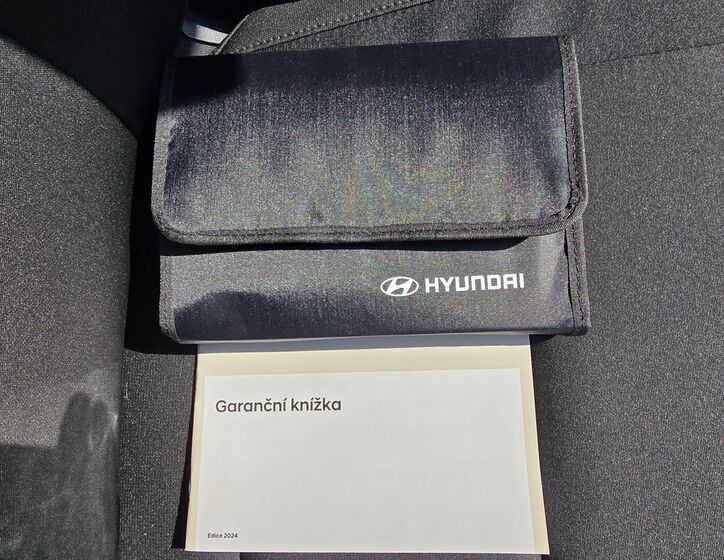 HYUNDAI
Garanční knížka
Edice 2024